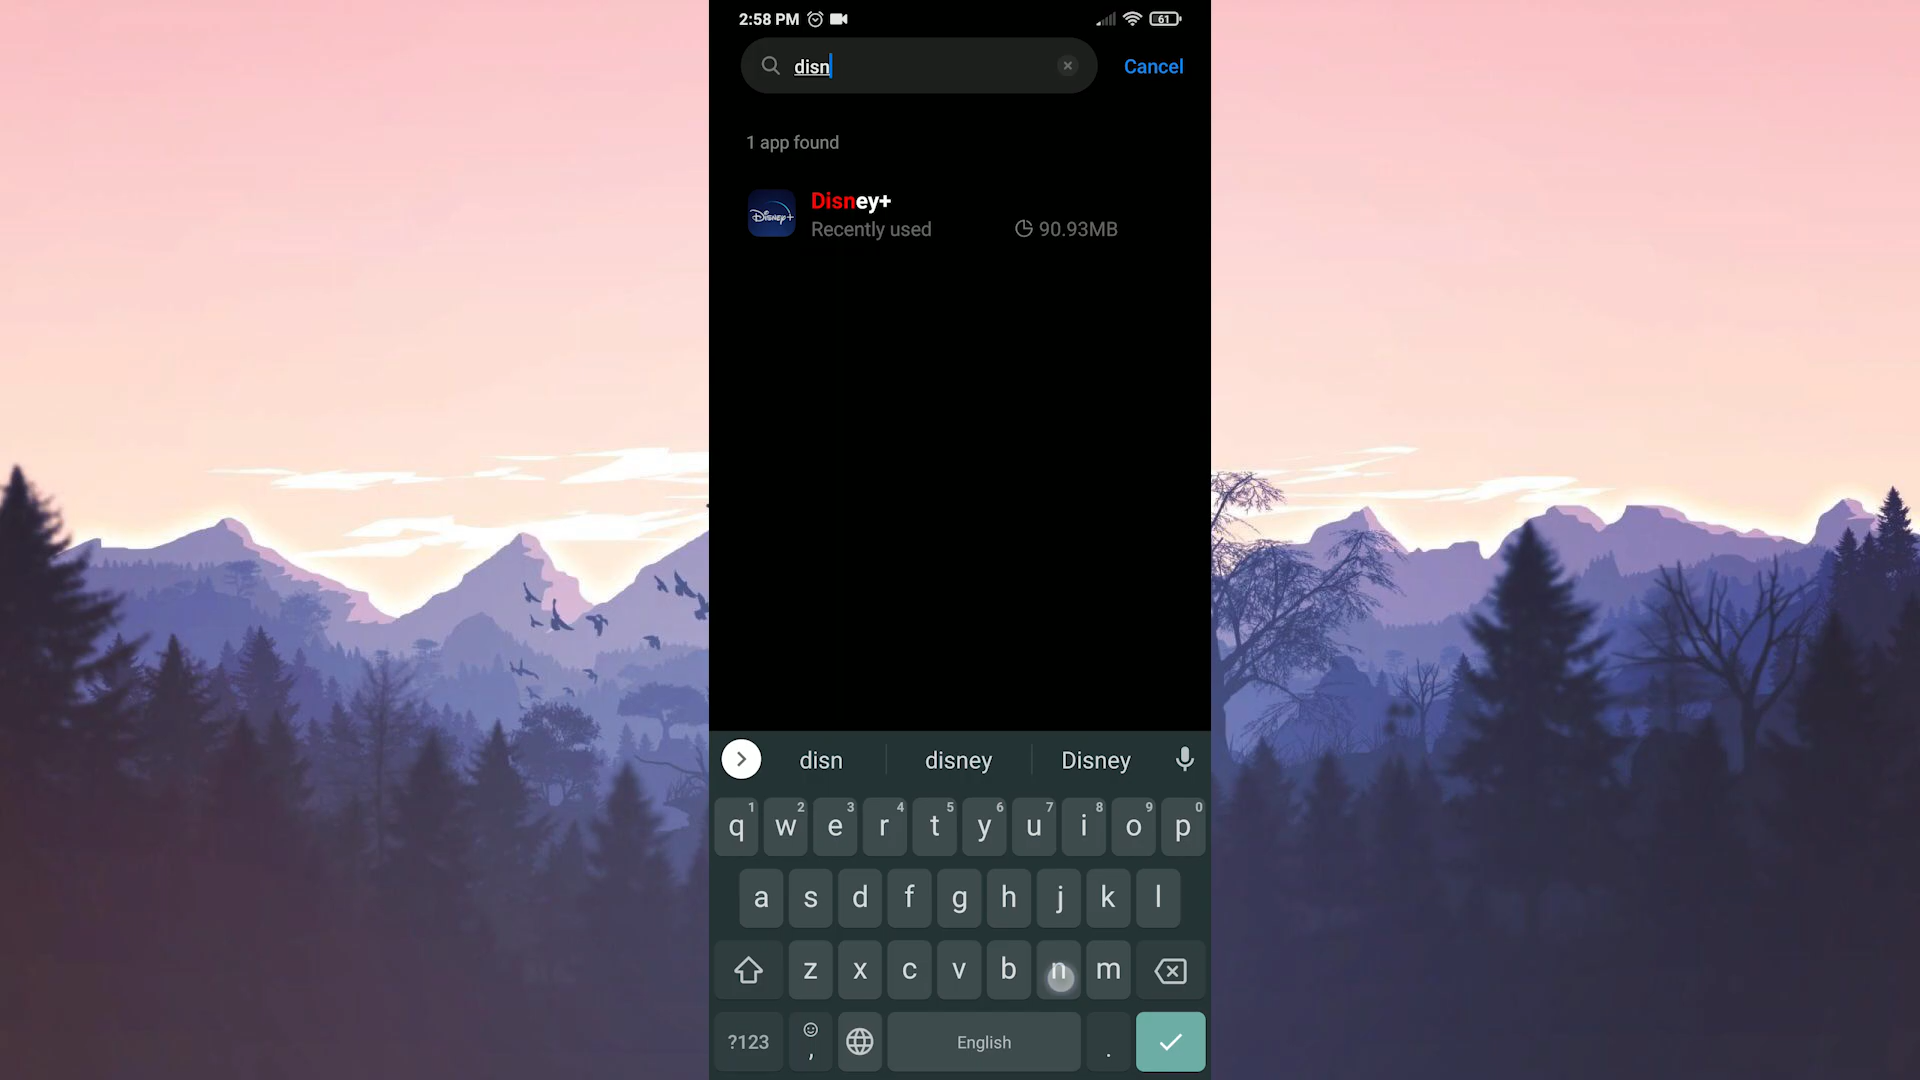 2:58 PM 61
disn Cancel
1 app found
Disney+
Disney+
Recently used 90.93MB
disn disney Disney
1 2 3 4 5 6 7 8 9 0
q w e r t y u i o p
a s d f g h j k l
z x c v b n m
?123 , English .